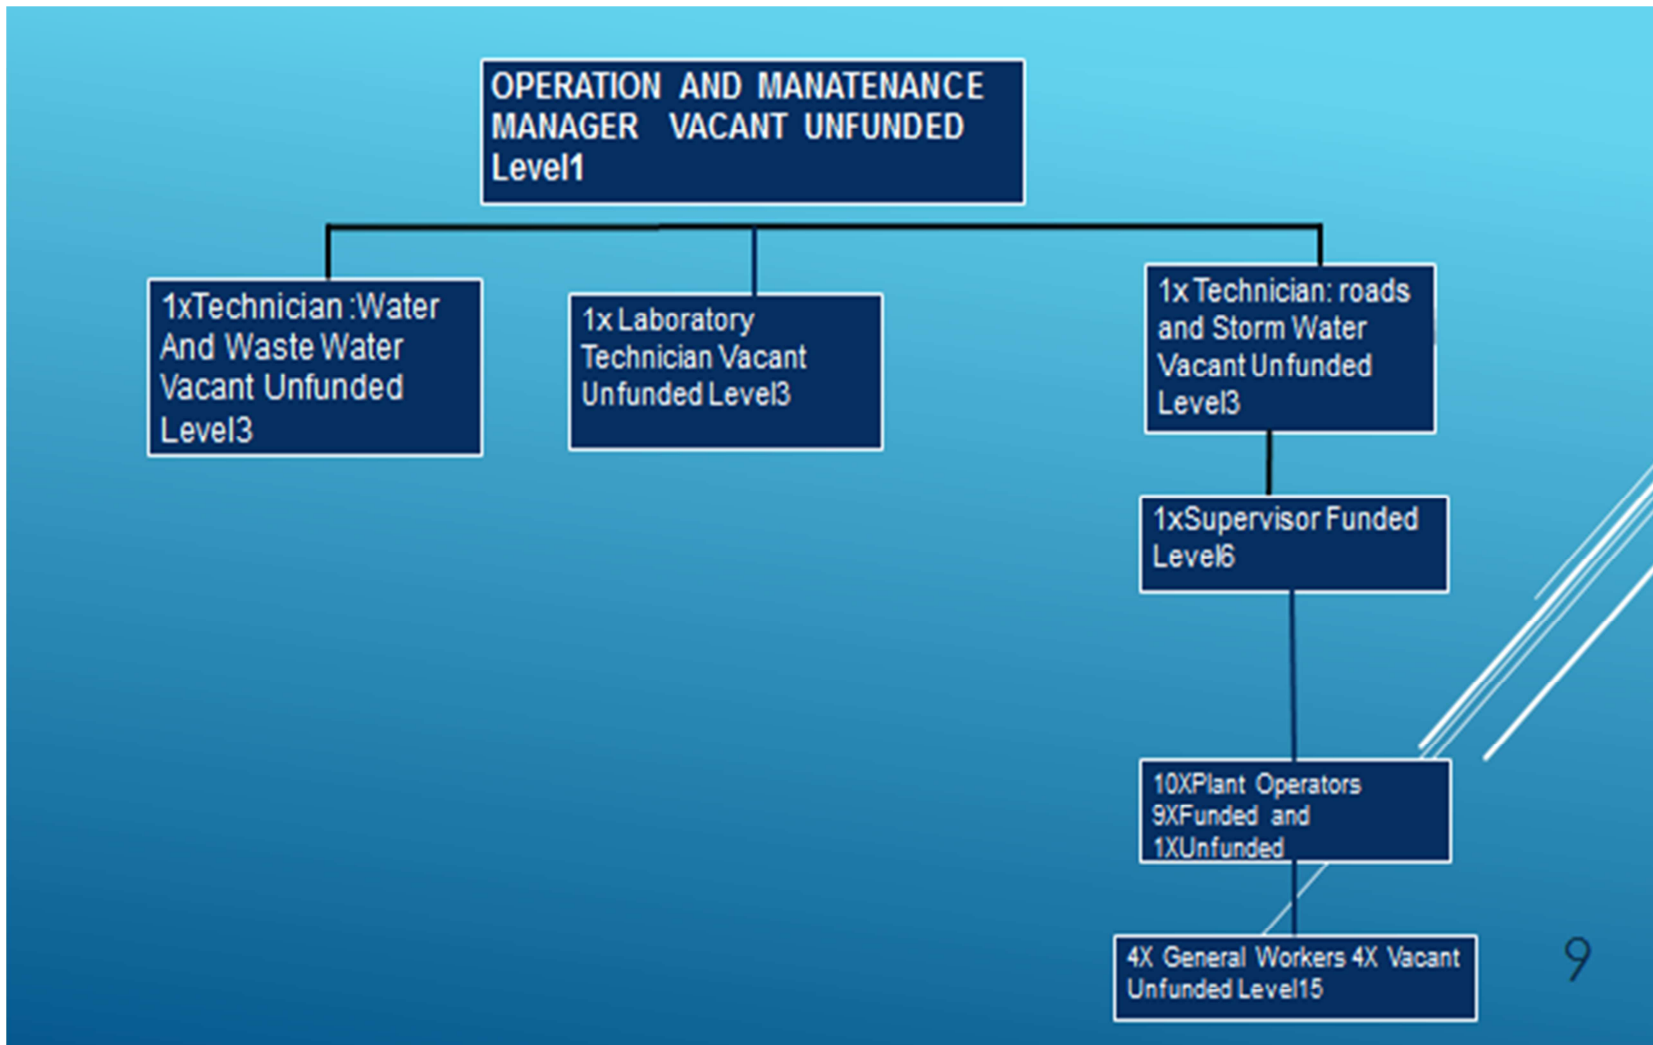 OPERATION AND MANATENANCE
MANAGER VACANT UNFUNDED
Level1
1xTechnician :Water
And Waste Water
Vacant Unfunded
Level3
1x Laboratory
Technician Vacant
Unfunded Level3
1x Technician: roads
and Storm Water
Vacant Unfunded
Level3
1xSupervisor Funded
Level6
10XPlant Operators
9XFunded and
1XUnfunded
4X General Workers 4X Vacant
Unfunded Level15
9